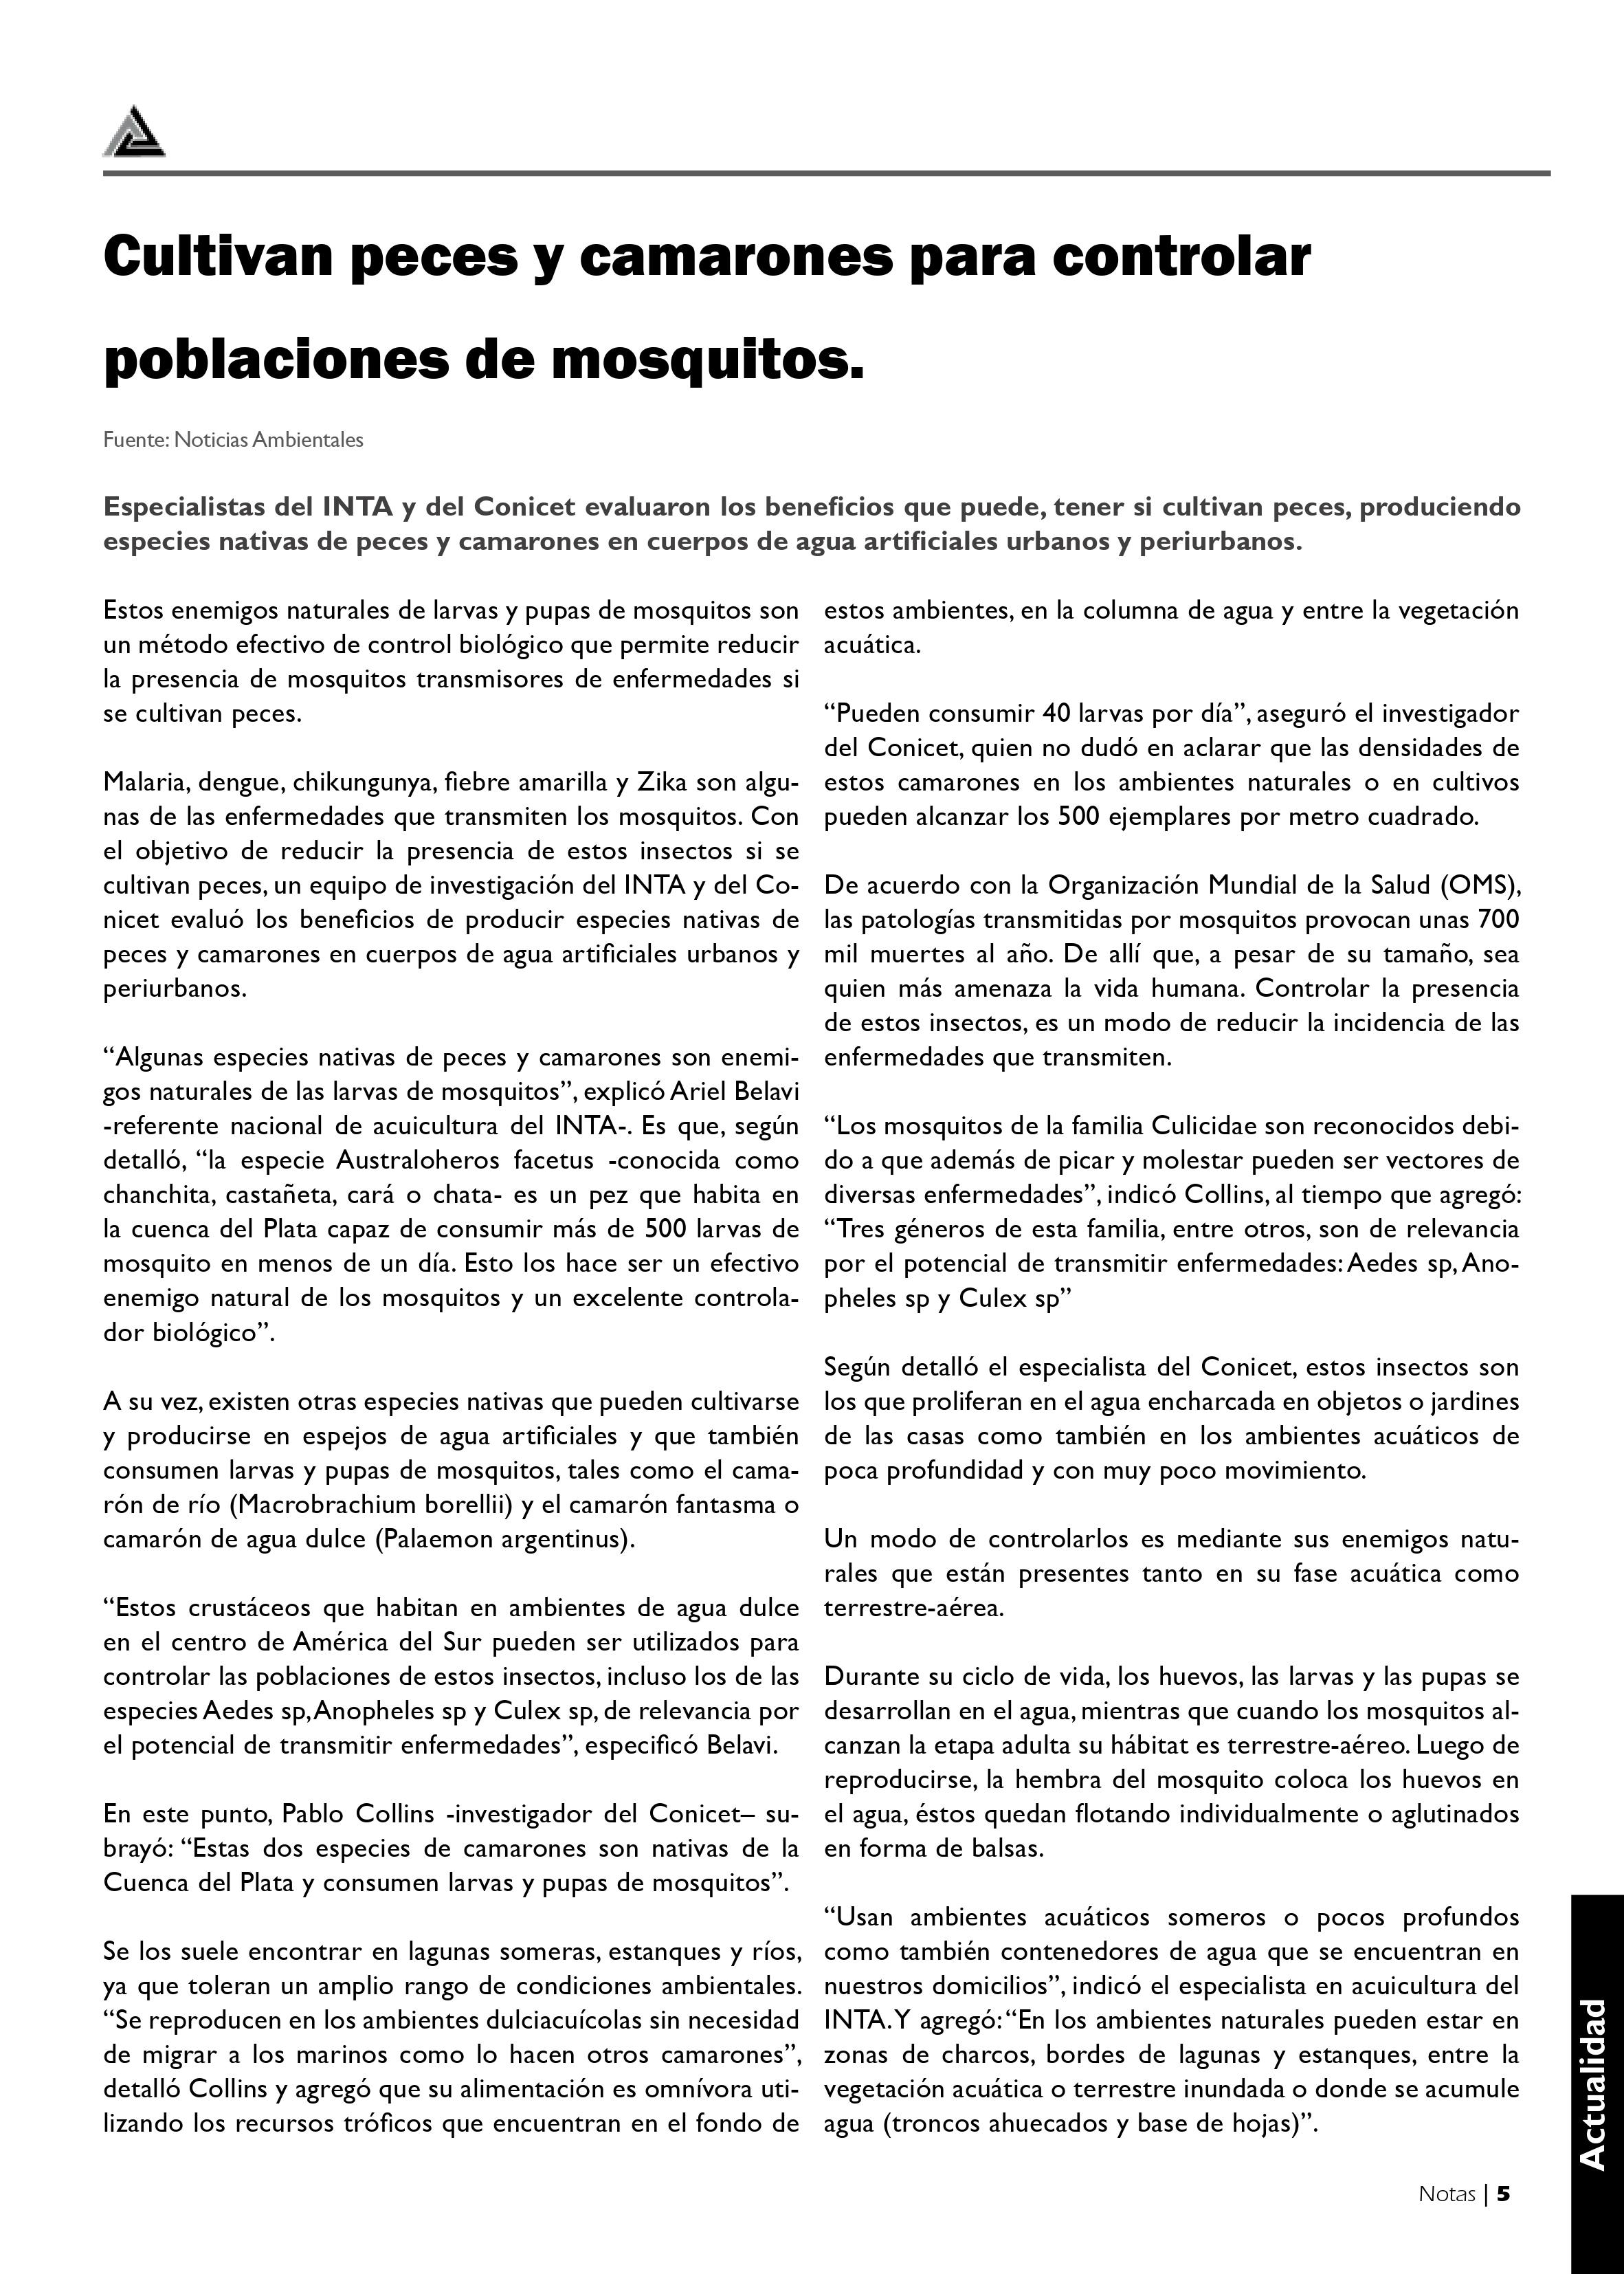 Cultivan peces y camarones para controlar
poblaciones de mosquitos.
Fuente: Noticias Ambientales
Especialistas del INTA y del Conicet evaluaron los beneficios que puede, tener si cultivan peces, produciendo
especies nativas de peces y camarones en cuerpos de agua artificiales urbanos y periurbanos.
Estos enemigos naturales de larvas y pupas de mosquitos son
un método efectivo de control biológico que permite reducir
la presencia de mosquitos transmisores de enfermedades si
se cultivan peces.
Malaria, dengue, chikungunya, fiebre amarilla y Zika son algu-
nas de las enfermedades que transmiten los mosquitos. Con
el objetivo de reducir la presencia de estos insectos si se
cultivan peces, un equipo de investigación del INTA y del Co-
nicet evaluó los beneficios de producir especies nativas de
peces y camarones en cuerpos de agua artificiales urbanos y
periurbanos.
“Algunas especies nativas de peces y camarones son enemi-
gos naturales de las larvas de mosquitos”, explicó Ariel Belavi
-referente nacional de acuicultura del INTA-. Es que, según
detalló, “la especie Australoheros facetus -conocida como
chanchita, castañeta, cará o chata- es un pez que habita en
la cuenca del Plata capaz de consumir más de 500 larvas de
mosquito en menos de un día. Esto los hace ser un efectivo
enemigo natural de los mosquitos y un excelente controla-
dor biológico”.
A su vez, existen otras especies nativas que pueden cultivarse
y producirse en espejos de agua artificiales y que también
consumen larvas y pupas de mosquitos, tales como el cama-
rón de río (Macrobrachium borellii) y el camarón fantasma o
camarón de agua dulce (Palaemon argentinus).
“Estos crustáceos que habitan en ambientes de agua dulce
en el centro de América del Sur pueden ser utilizados para
controlar las poblaciones de estos insectos, incluso los de las
especies Aedes sp, Anopheles sp y Culex sp, de relevancia por
el potencial de transmitir enfermedades”, especificó Belavi.
En este punto, Pablo Collins -investigador del Conicet– su-
brayó: “Estas dos especies de camarones son nativas de la
Cuenca del Plata y consumen larvas y pupas de mosquitos”.
Se los suele encontrar en lagunas someras, estanques y ríos,
ya que toleran un amplio rango de condiciones ambientales.
“Se reproducen en los ambientes dulciacuícolas sin necesidad
de migrar a los marinos como lo hacen otros camarones”,
detalló Collins y agregó que su alimentación es omnívora uti-
lizando los recursos tróficos que encuentran en el fondo de
estos ambientes, en la columna de agua y entre la vegetación
acuática.
“Pueden consumir 40 larvas por día”, aseguró el investigador
del Conicet, quien no dudó en aclarar que las densidades de
estos camarones en los ambientes naturales o en cultivos
pueden alcanzar los 500 ejemplares por metro cuadrado.
De acuerdo con la Organización Mundial de la Salud (OMS),
las patologías transmitidas por mosquitos provocan unas 700
mil muertes al año. De allí que, a pesar de su tamaño, sea
quien más amenaza la vida humana. Controlar la presencia
de estos insectos, es un modo de reducir la incidencia de las
enfermedades que transmiten.
“Los mosquitos de la familia Culicidae son reconocidos debi-
do a que además de picar y molestar pueden ser vectores de
diversas enfermedades”, indicó Collins, al tiempo que agregó:
“Tres géneros de esta familia, entre otros, son de relevancia
por el potencial de transmitir enfermedades: Aedes sp, Ano-
pheles sp y Culex sp”
Según detalló el especialista del Conicet, estos insectos son
los que proliferan en el agua encharcada en objetos o jardines
de las casas como también en los ambientes acuáticos de
poca profundidad y con muy poco movimiento.
Un modo de controlarlos es mediante sus enemigos natu-
rales que están presentes tanto en su fase acuática como
terrestre-aérea.
Durante su ciclo de vida, los huevos, las larvas y las pupas se
desarrollan en el agua, mientras que cuando los mosquitos al-
canzan la etapa adulta su hábitat es terrestre-aéreo. Luego de
reproducirse, la hembra del mosquito coloca los huevos en
el agua, éstos quedan flotando individualmente o aglutinados
en forma de balsas.
“Usan ambientes acuáticos someros o pocos profundos
como también contenedores de agua que se encuentran en
nuestros domicilios”, indicó el especialista en acuicultura del
INTA. Y agregó: “En los ambientes naturales pueden estar en
zonas de charcos, bordes de lagunas y estanques, entre la
vegetación acuática o terrestre inundada o donde se acumule
agua (troncos ahuecados y base de hojas)”.
Actualidad
Notas | 5